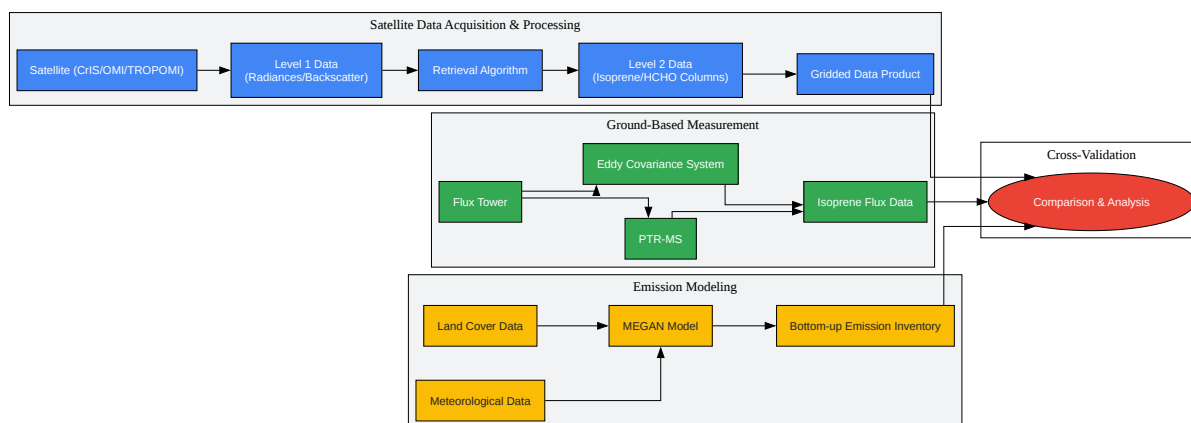 Satellite Data Acquisition & Processing
Satellite (CrIS/OMI/TROPOMI)
Level 1 Data
(Radiances/Backscatter)
Retrieval Algorithm
Level 2 Data
(Isoprene/HCHO Columns)
Gridded Data Product
Ground-Based Measurement
Flux Tower
Eddy Covariance System
PTR-MS
Isoprene Flux Data
Cross-Validation
Comparison & Analysis
Emission Modeling
Land Cover Data
MEGAN Model
Bottom-up Emission Inventory
Meteorological Data